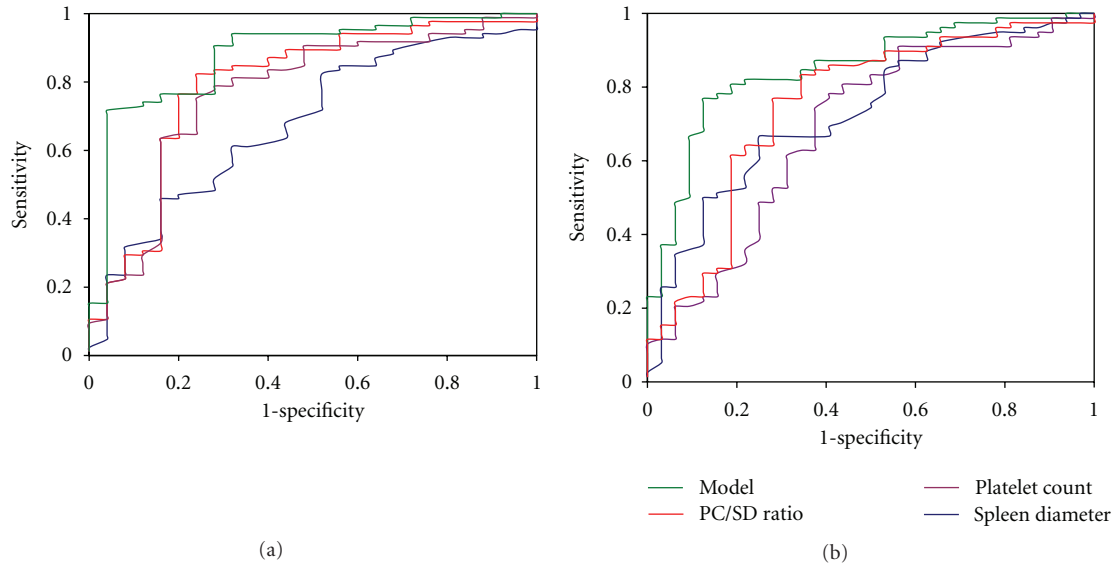 1
0.8
0.6
0.4
0.2
0
Sensitivity
0 0.2 0.4 0.6 0.8 1
1-specificity
(a)
1
0.8
0.6
0.4
0.2
0
Sensitivity
0 0.2 0.4 0.6 0.8 1
1-specificity
Model
PC/SD ratio
Platelet count
Spleen diameter
(b)